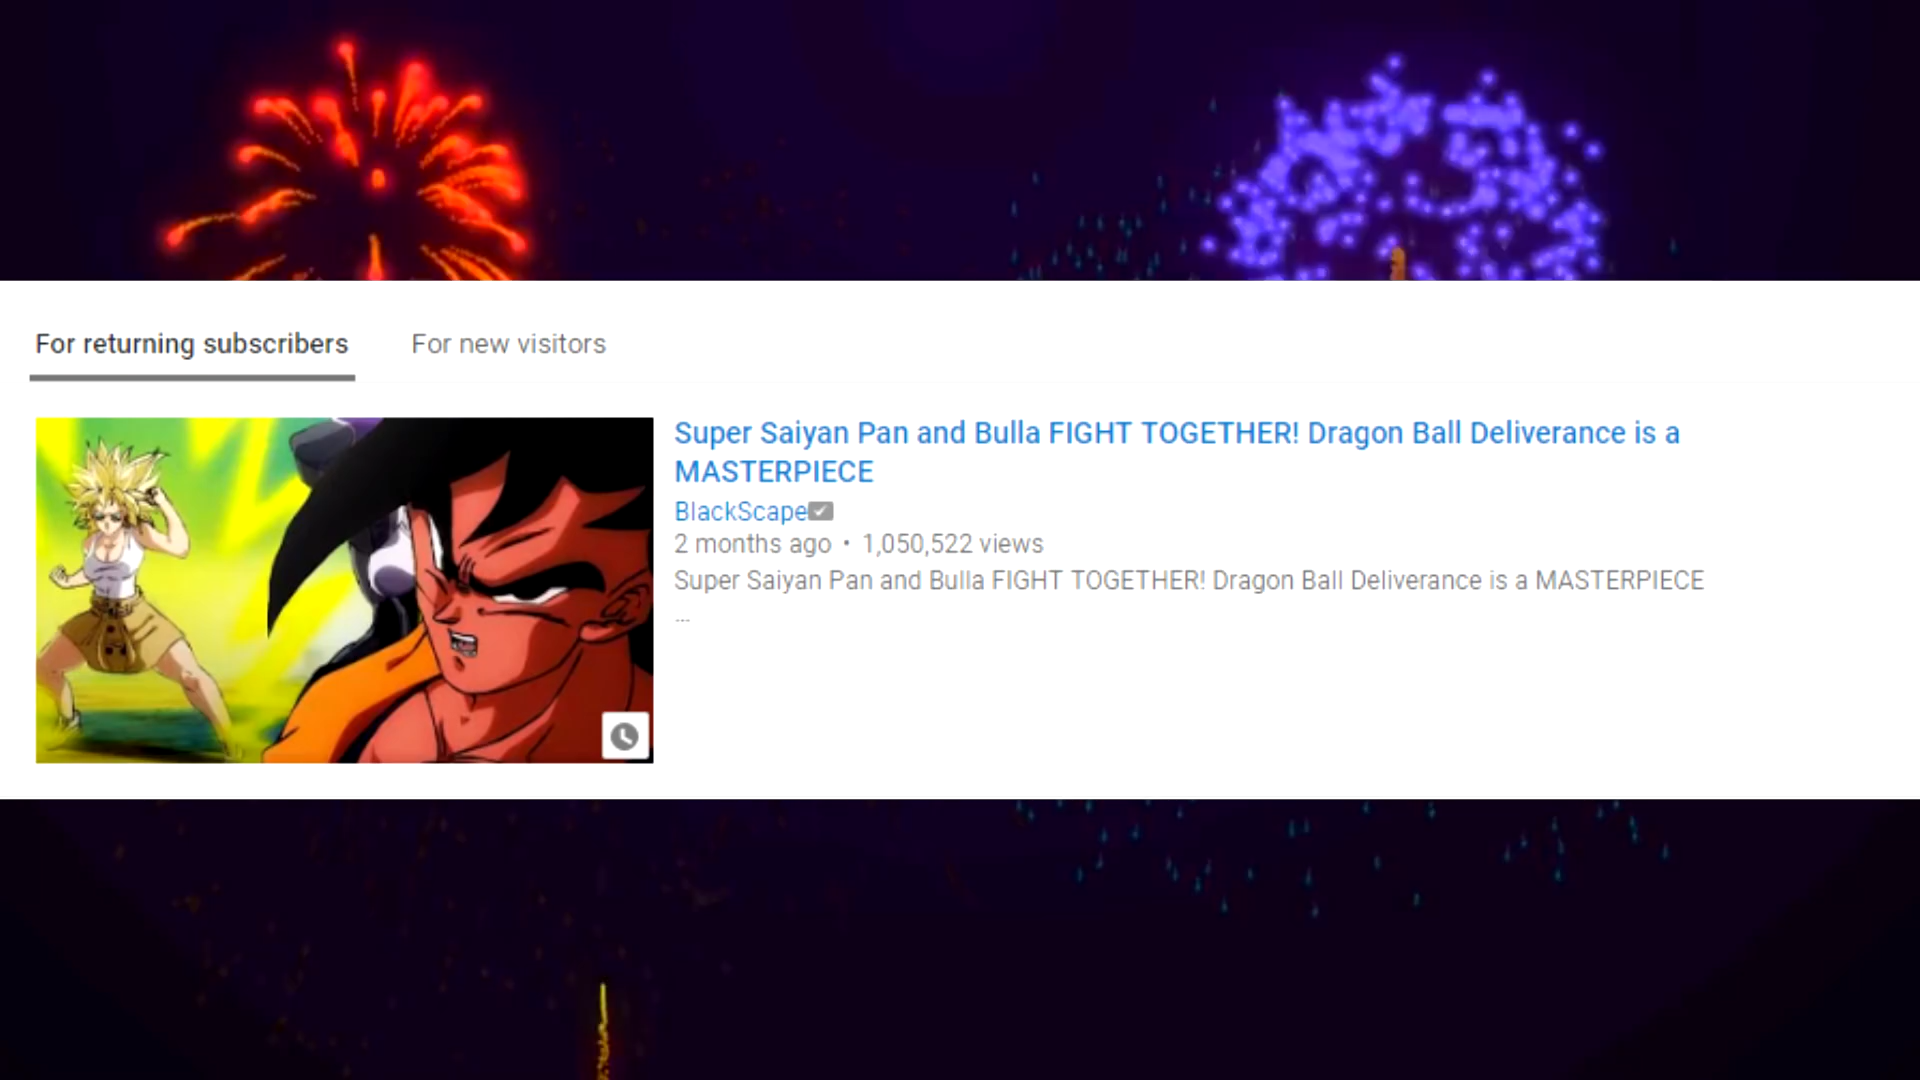 For returning subscribers For new visitors
Super Saiyan Pan and Bulla FIGHT TOGETHER! Dragon Ball Deliverance is a
MASTERPIECE
BlackScape
2 months ago • 1,050,522 views
Super Saiyan Pan and Bulla FIGHT TOGETHER! Dragon Ball Deliverance is a MASTERPIECE
...